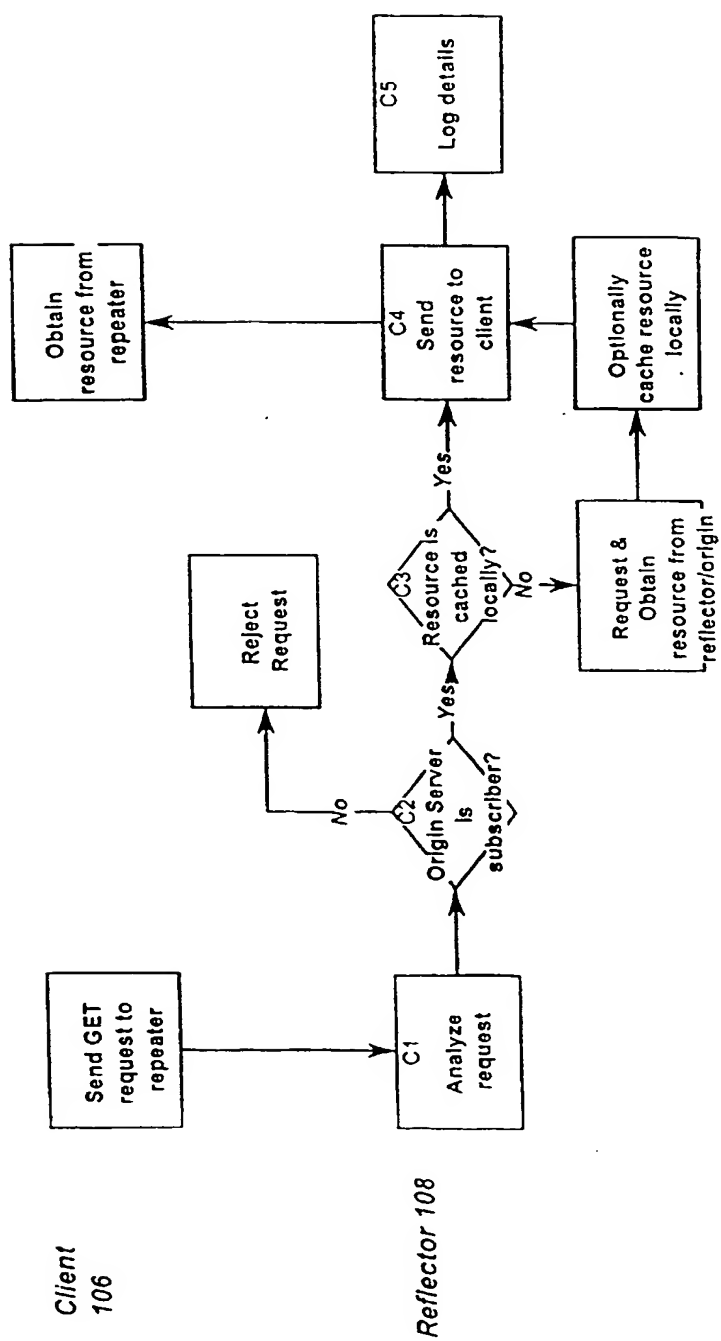 Client
106
Send GET
request to
repeater
Obtain
resource from
repeater
Reject
Request
Reflector 108
C1
Analyze
request
C2
Origin Server
is
subscriber?
No
Yes
C3
Resource is
cached
locally?
Yes
No
C4
Send
resource to
client
C5
Log details
Request &
Obtain
resource from
reflector/origin
Optionally
cache resource
locally